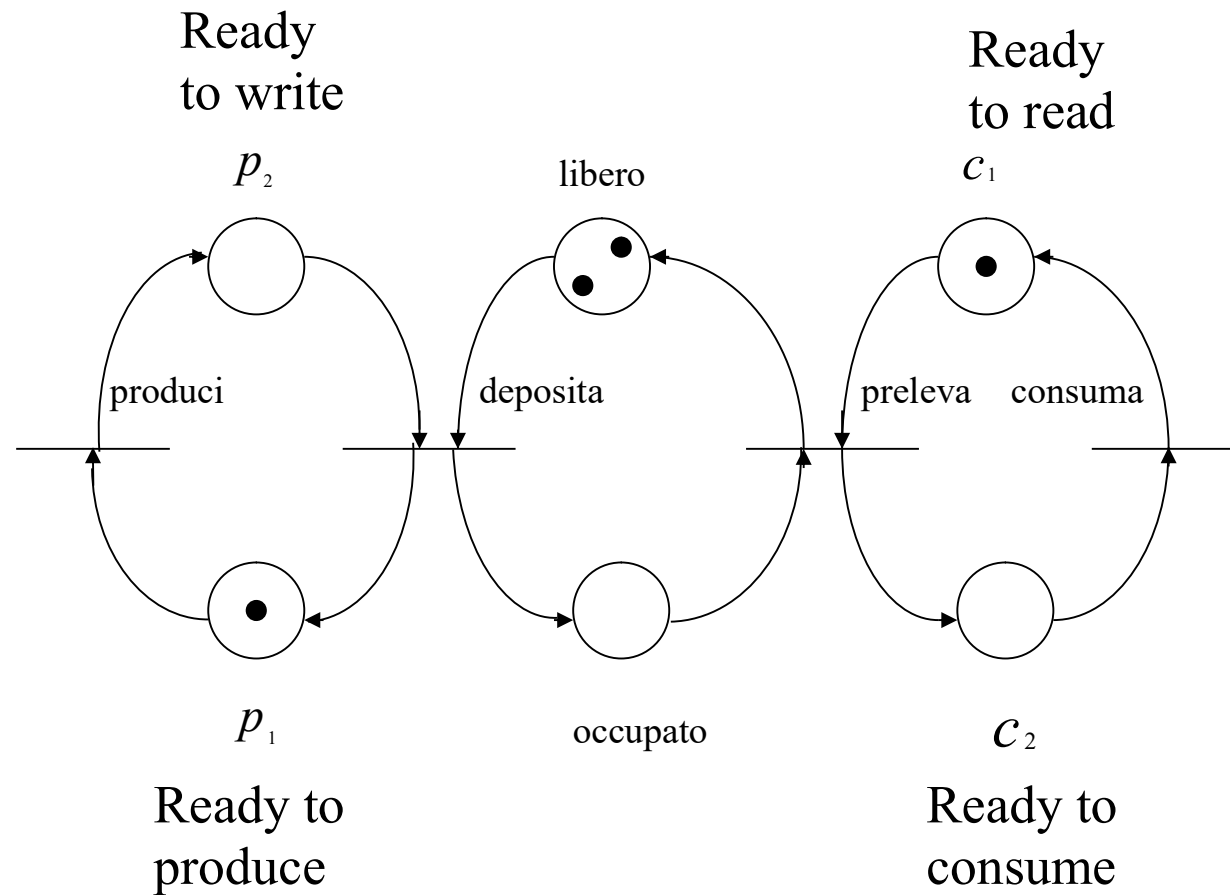 Ready
to write
p₂
libero
Ready
to read
c₁
produci
deposita
preleva
consuma
p₁
occupato
c₂
Ready to
produce
Ready to
consume